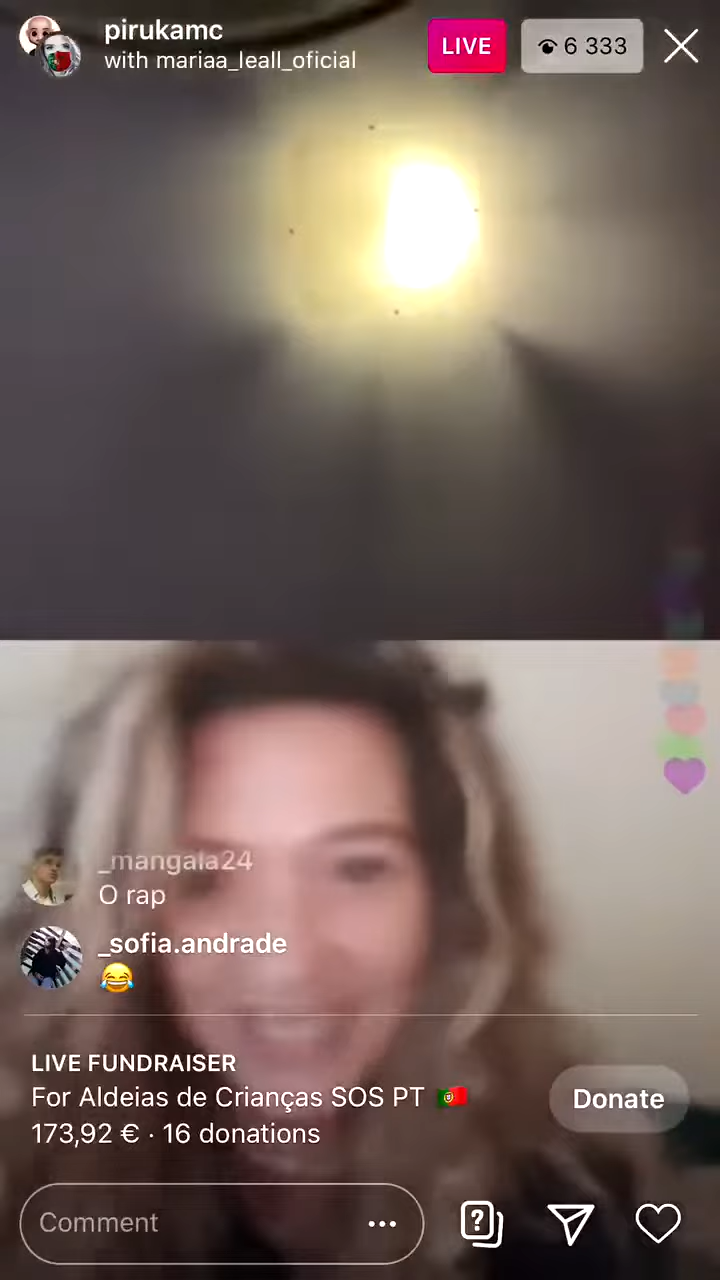 pirukamc
with mariaa_leall_oficial
LIVE
6 333
_mangala24
O rap
_sofia.andrade
😂
LIVE FUNDRAISER
For Aldeias de Crianças SOS PT 🇵🇹
173,92 € · 16 donations
Donate
Comment